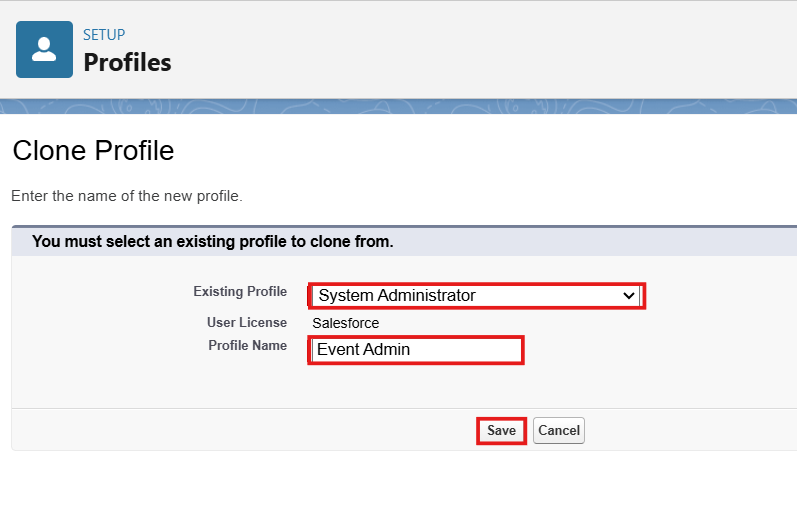 SETUP
Profiles
Clone Profile
Enter the name of the new profile.
You must select an existing profile to clone from.
Existing Profile System Administrator
User License Salesforce
Profile Name Event Admin
Save Cancel